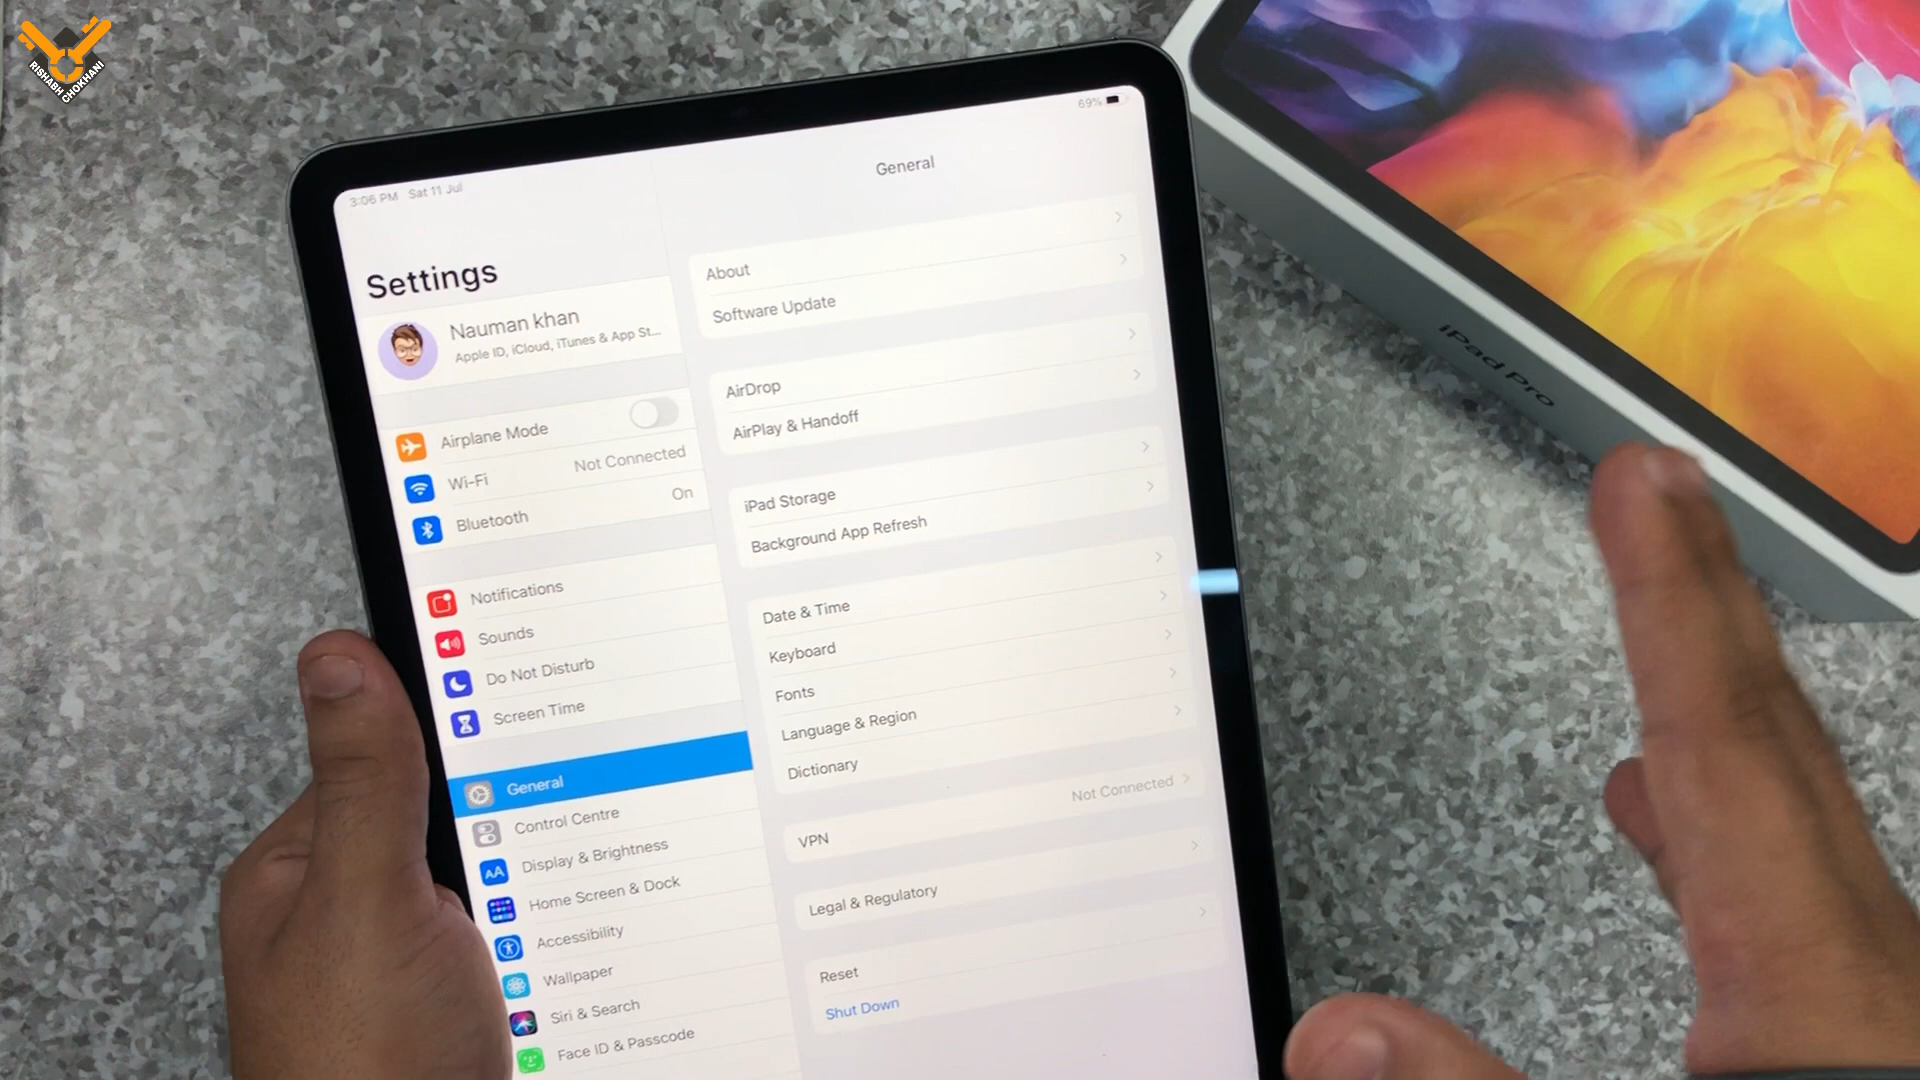 RISHABH CHOKHANI
3:06 PM Sat 11 Jul
69%
Settings
Nauman khan
Apple ID, iCloud, iTunes & App St...
Airplane Mode
Wi-Fi Not Connected
Bluetooth On
Notifications
Sounds
Do Not Disturb
Screen Time
General
Control Centre
AA Display & Brightness
Home Screen & Dock
Accessibility
Wallpaper
Siri & Search
Face ID & Passcode
General
About
Software Update
AirDrop
AirPlay & Handoff
iPad Storage
Background App Refresh
Date & Time
Keyboard
Fonts
Language & Region
Dictionary
VPN Not Connected
Legal & Regulatory
Reset
Shut Down
iPad Pro